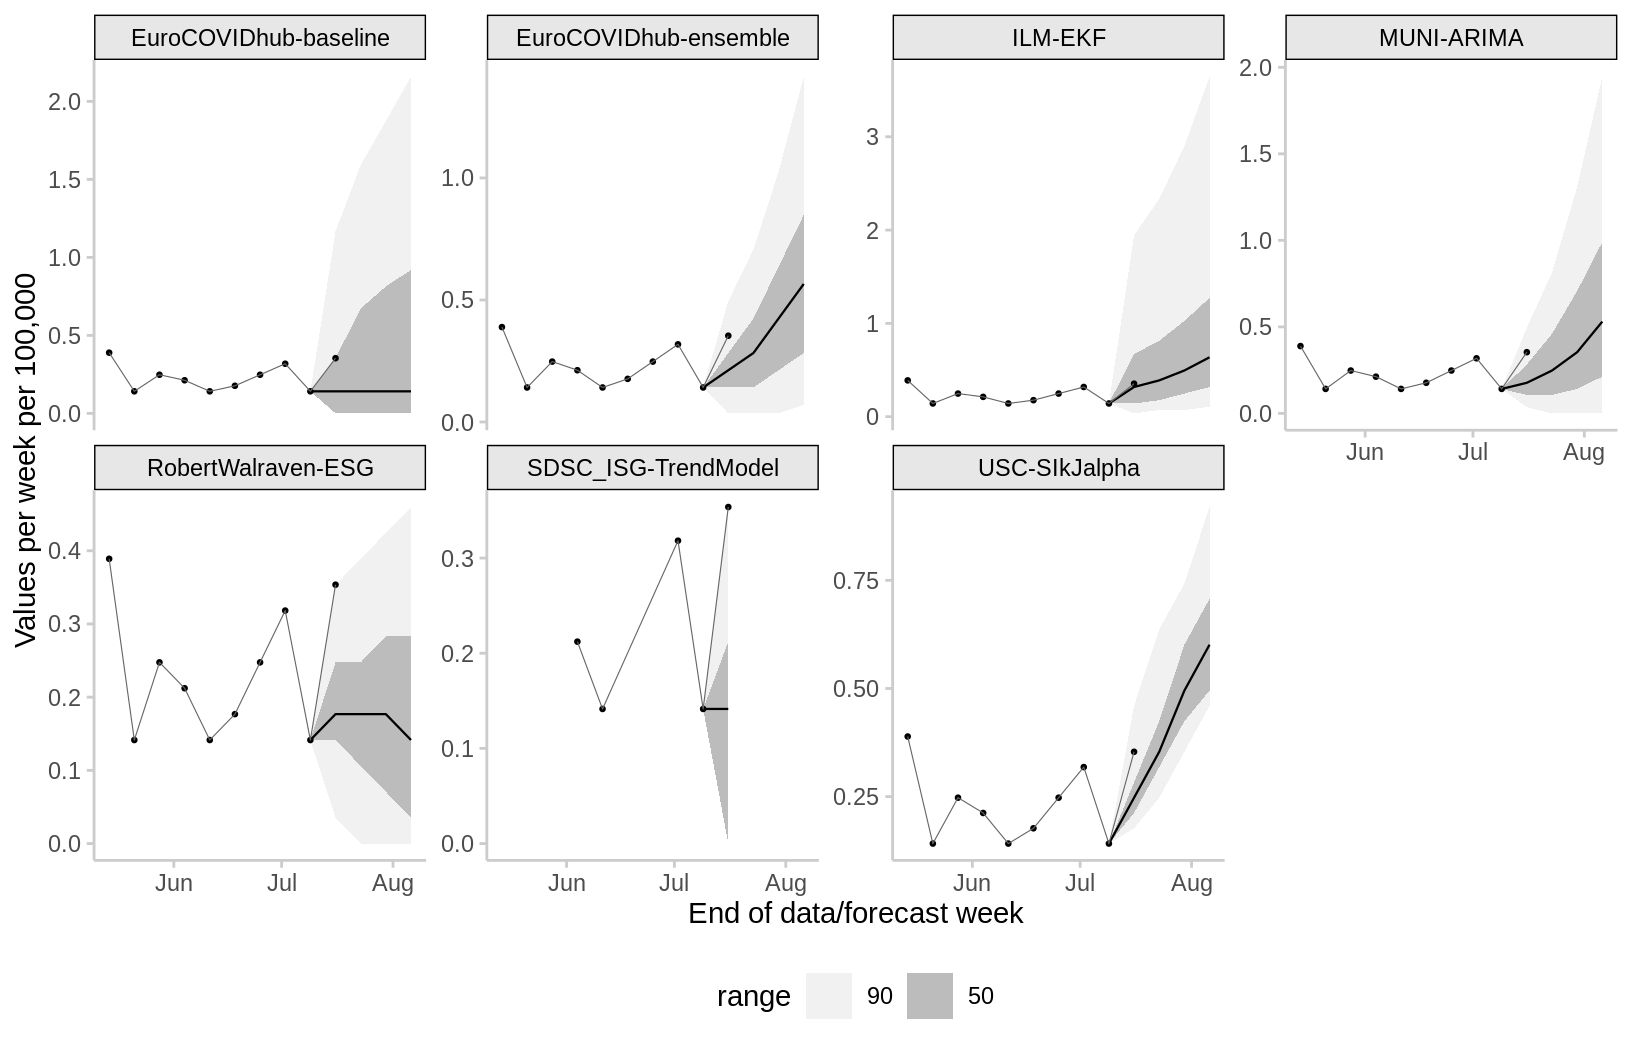 EuroCOVIDhub-baseline
EuroCOVIDhub-ensemble
ILM-EKF
MUNI-ARIMA
2.0
1.5
1.0
0.5
0.0
1.0
0.5
0.0
3
2
1
0
2.0
1.5
1.0
0.5
0.0
Jun Jul Aug
Values per week per 100,000
RobertWalraven-ESG
SDSC_ISG-TrendModel
USC-SIkJalpha
0.4
0.3
0.2
0.1
0.0
0.3
0.2
0.1
0.0
0.75
0.50
0.25
Jun Jul Aug
Jun Jul Aug
Jun Jul Aug
End of data/forecast week
range 90 50